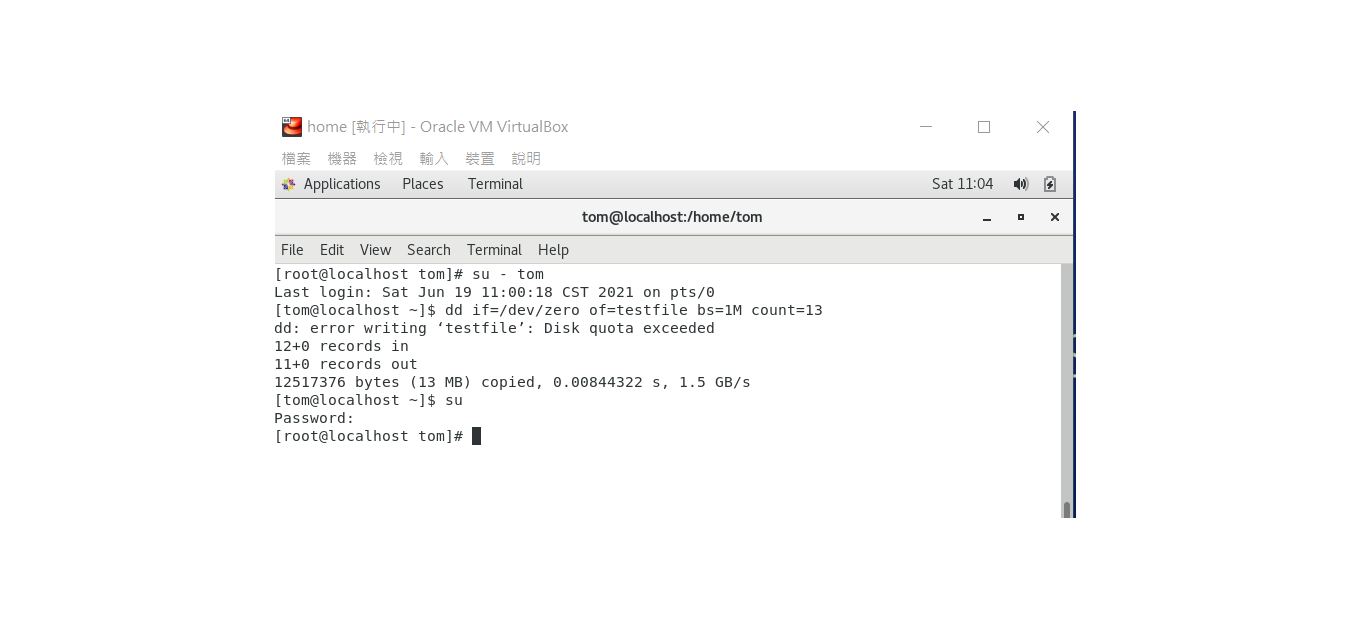 home [執行中] - Oracle VM VirtualBox
檔案 機器 檢視 輸入 裝置 說明
Applications Places Terminal Sat 11:04
tom@localhost:/home/tom
File Edit View Search Terminal Help
[root@localhost tom]# su - tom
Last login: Sat Jun 19 11:00:18 CST 2021 on pts/0
[tom@localhost ~]$ dd if=/dev/zero of=testfile bs=1M count=13
dd: error writing ‘testfile’: Disk quota exceeded
12+0 records in
11+0 records out
12517376 bytes (13 MB) copied, 0.00844322 s, 1.5 GB/s
[tom@localhost ~]$ su
Password:
[root@localhost tom]#